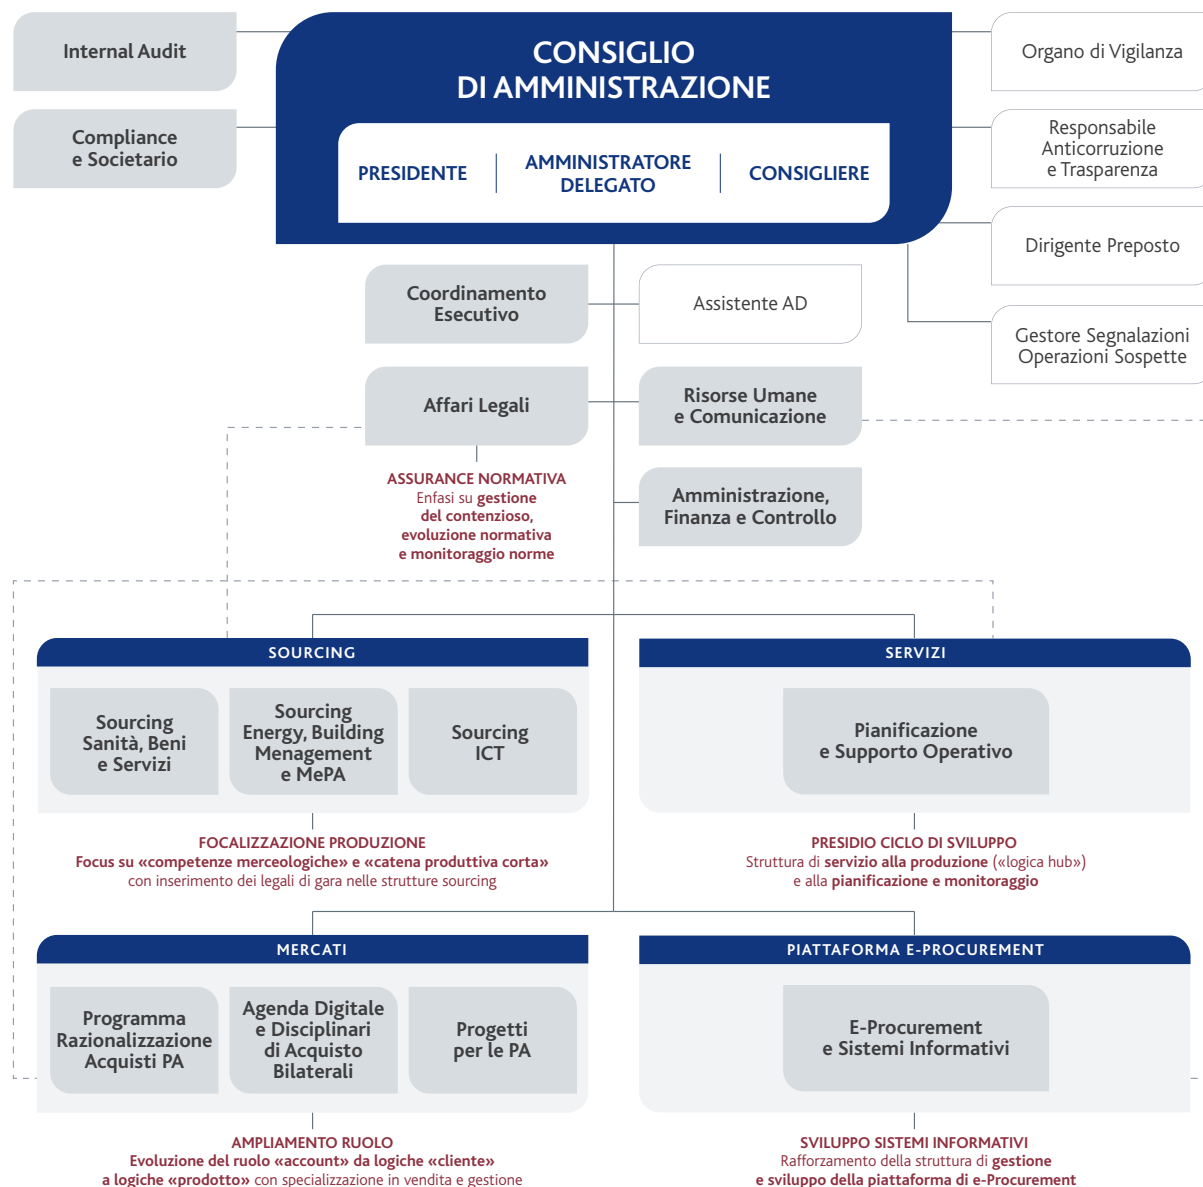 Internal Audit
Compliance
e Societario
CONSIGLIO
DI AMMINISTRAZIONE
PRESIDENTE
AMMINISTRATORE
DELEGATO
CONSIGLIERE
Organo di Vigilanza
Responsabile
Anticorruzione
e Trasparenza
Dirigente Preposto
Gestore Segnalazioni
Operazioni Sospette
Coordinamento
Esecutivo
Assistente AD
Affari Legali
Risorse Umane
e Comunicazione
ASSURANCE NORMATIVA
Enfasi su gestione
del contenzioso,
evoluzione normativa
e monitoraggio norme
Amministrazione,
Finanza e Controllo
SOURCING
Sourcing
Sanità, Beni
e Servizi
Sourcing
Energy, Building
Menagement
e MePA
Sourcing
ICT
FOCALIZZAZIONE PRODUZIONE
Focus su «competenze merceologiche» e «catena produttiva corta»
con inserimento dei legali di gara nelle strutture sourcing
SERVIZI
Pianificazione
e Supporto Operativo
PRESIDIO CICLO DI SVILUPPO
Struttura di servizio alla produzione («logica hub»)
e alla pianificazione e monitoraggio
MERCATI
Programma
Razionalizzazione
Acquisti PA
Agenda Digitale
e Disciplinari
di Acquisto
Bilaterali
Progetti
per le PA
AMPLIAMENTO RUOLO
Evoluzione del ruolo «account» da logiche «cliente»
a logiche «prodotto» con specializzazione in vendita e gestione
PIATTAFORMA E-PROCUREMENT
E-Procurement
e Sistemi Informativi
SVILUPPO SISTEMI INFORMATIVI
Rafforzamento della struttura di gestione
e sviluppo della piattaforma di e-Procurement